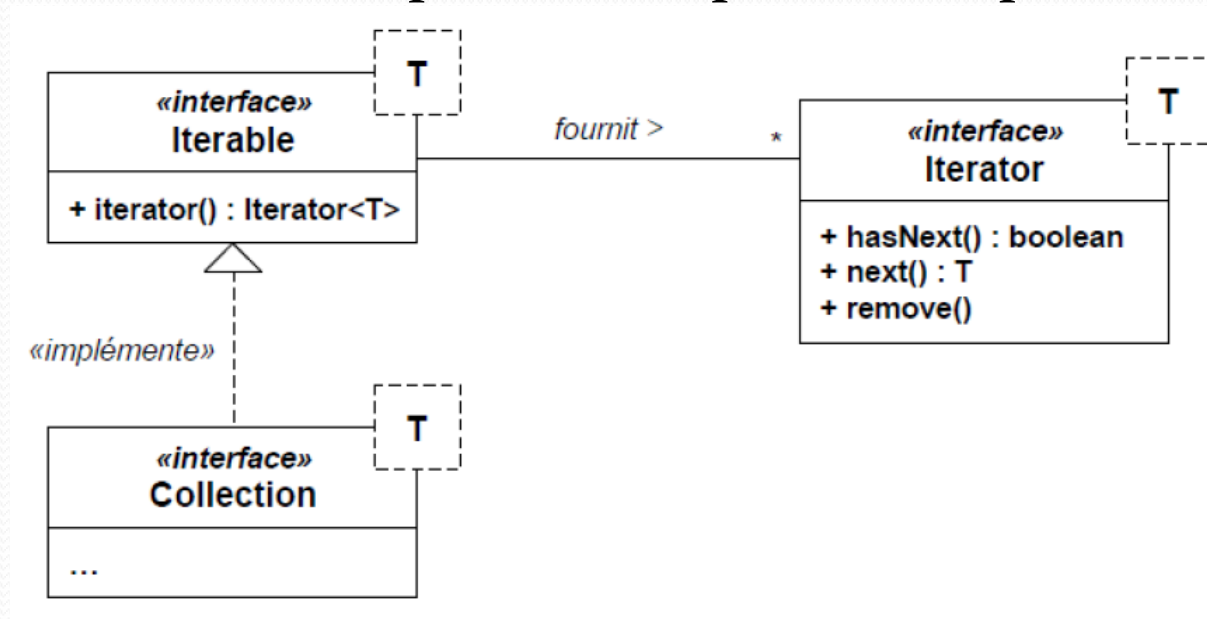 T
«interface»
Iterable
+ iterator() : Iterator<T>
fournit >
*
T
«interface»
Iterator
+ hasNext() : boolean
+ next() : T
+ remove()
«implémente»
T
«interface»
Collection
...